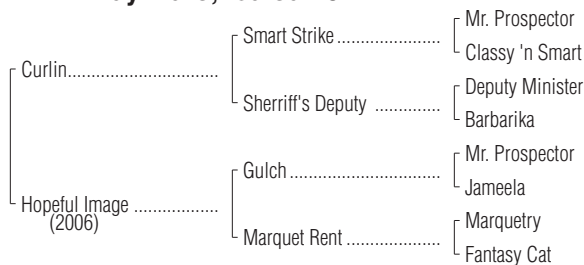 Mr. Prospector
Smart Strike ..................
Classy 'n Smart
Curlin..............................
Deputy Minister
Sherriff's Deputy ..............
Barbarika
Mr. Prospector
Gulch ..............................
Jameela
Hopeful Image .................
(2006)
Marquetry
Marquet Rent ...................
Fantasy Cat